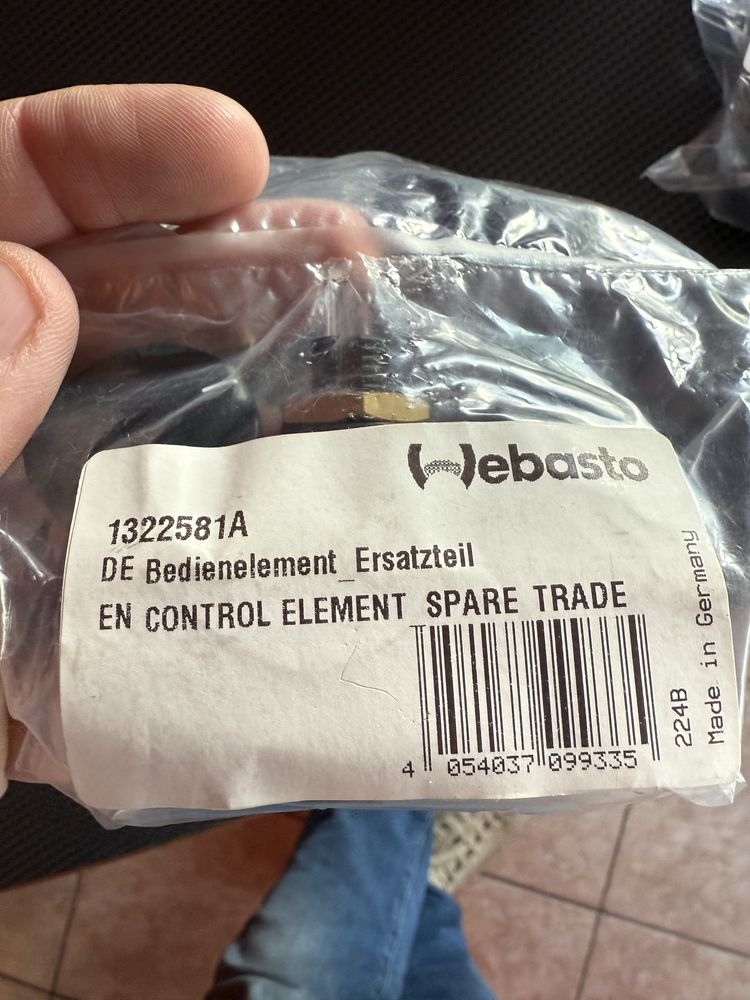 Webasto
1322581A
DE Bedienelement_Ersatzteil
EN CONTROL ELEMENT SPARE TRADE
4 054037 099335
224B
Made in Germany